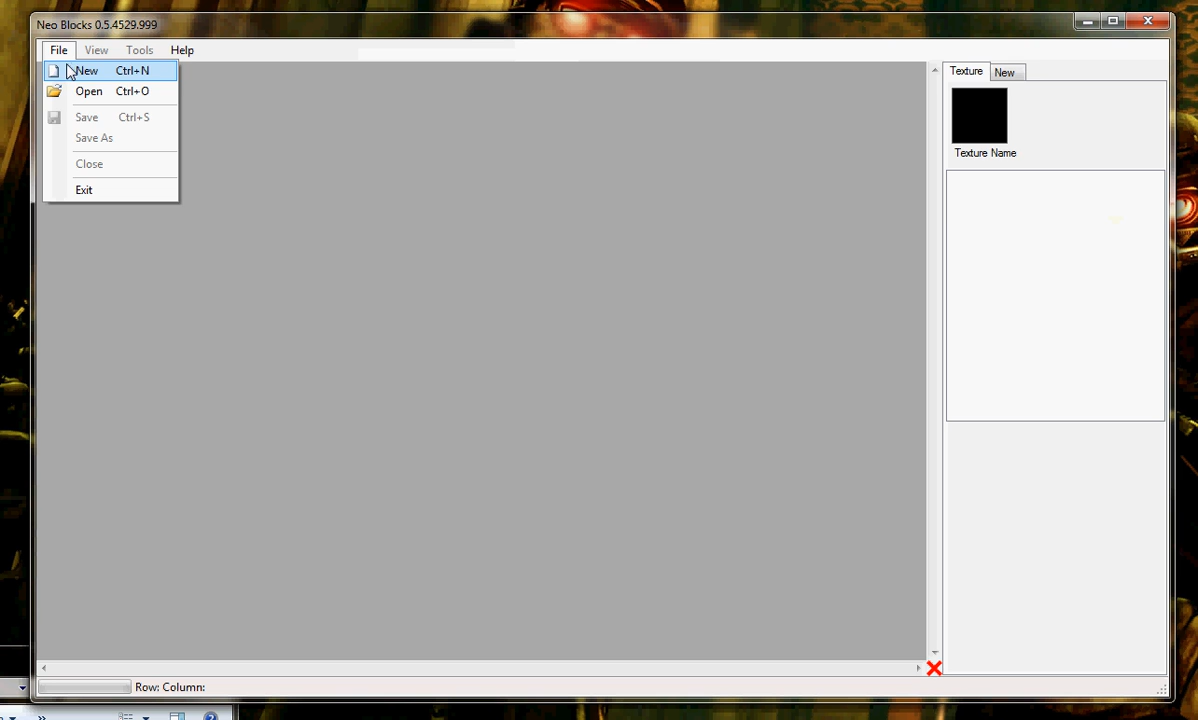 Neo Blocks 0.5.4529.999
File View Tools Help
New Ctrl+N
Open Ctrl+O
Save Ctrl+S
Save As
Close
Exit
Texture New
Texture Name
Row: Column: